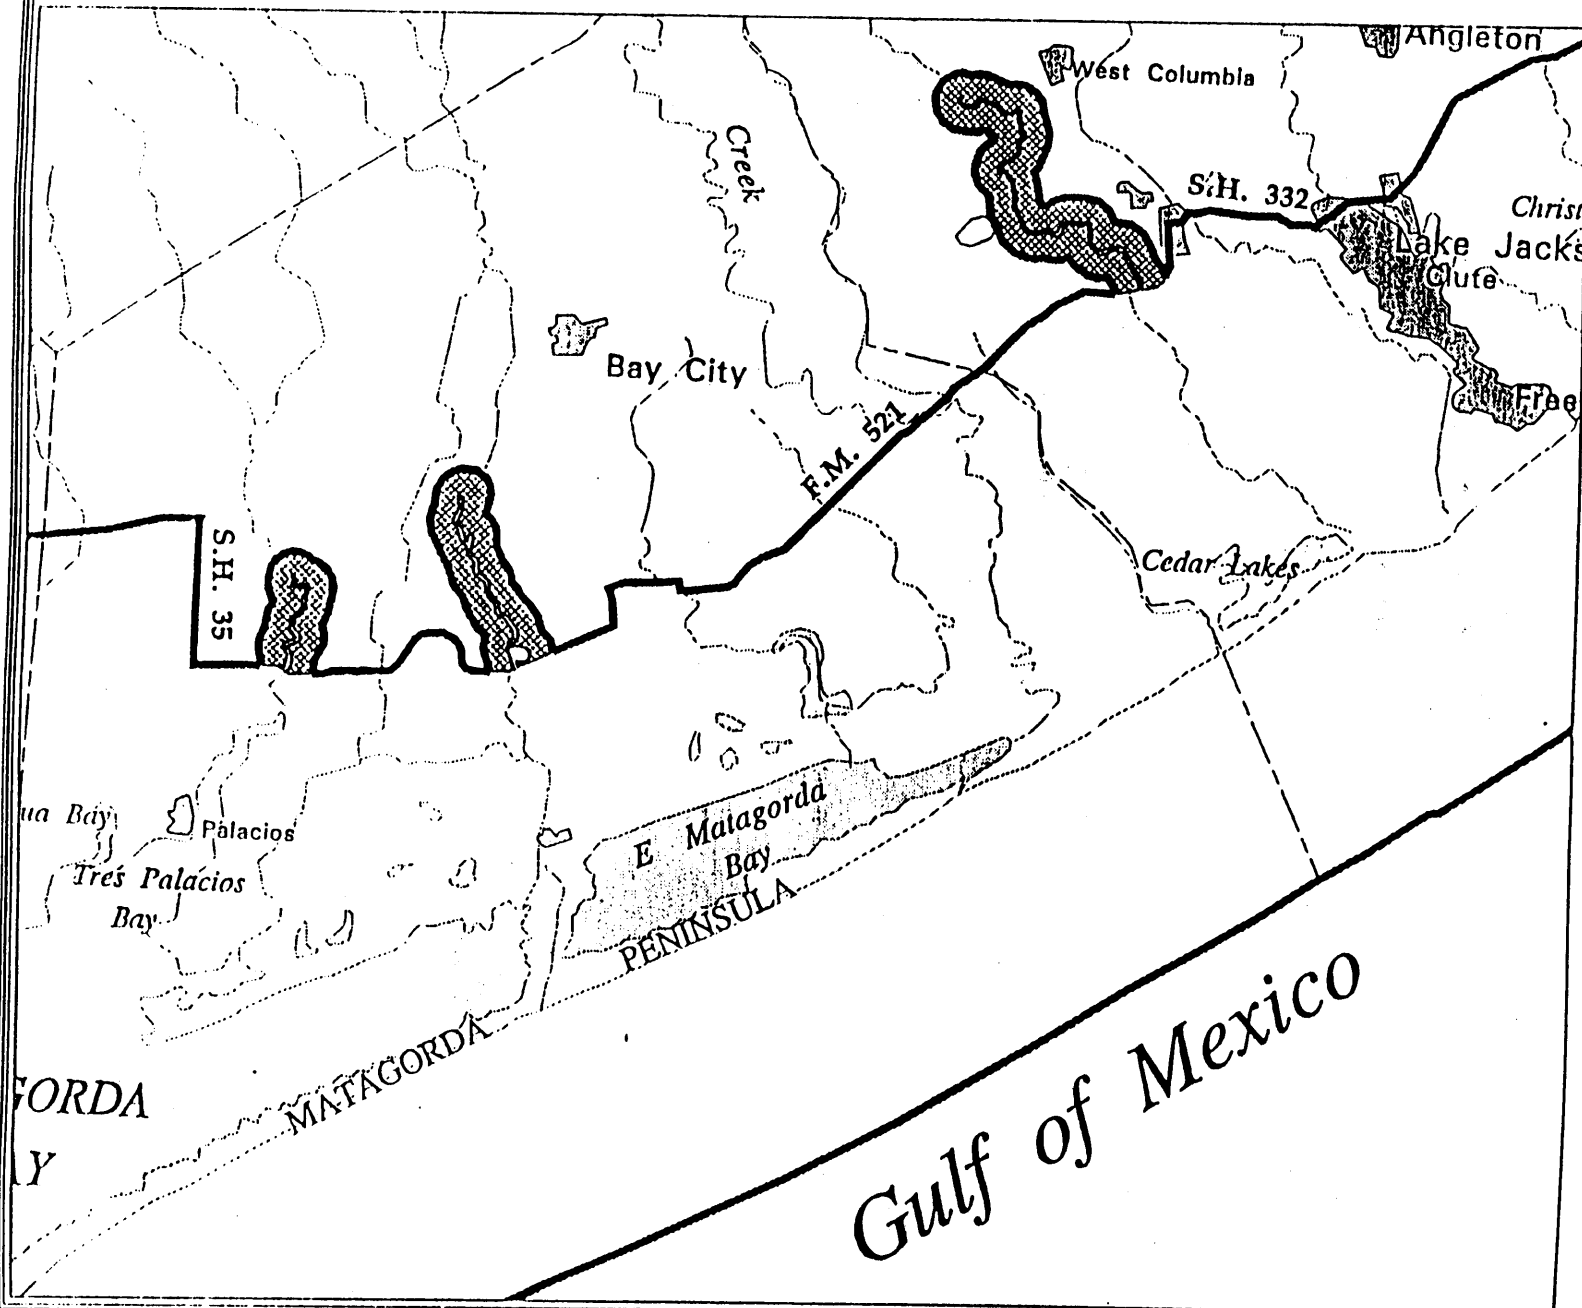 Angleton
West Columbia
Creek
S.H. 332
Christ
Lake Jacks
Clute
Bay City
Free
F.M. 521
S.H. 35
Cedar Lakes
ua Bay
Palacios
E Matagorda
Bay
Tres Palacios
Bay
PENINSULA
MATAGORDA
GORDA
AY
Gulf of Mexico